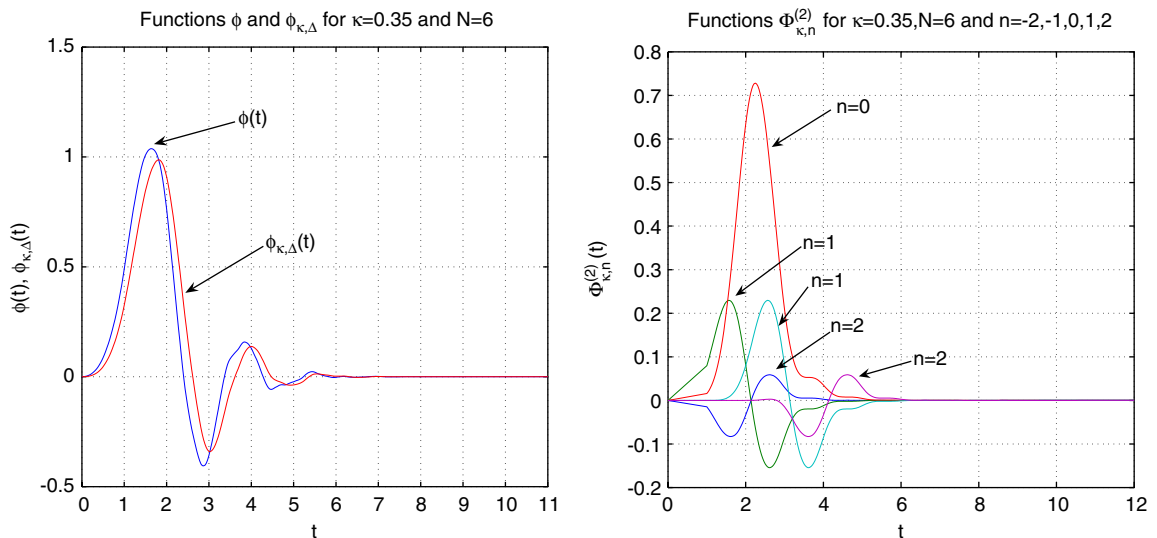 Functions ϕ and ϕκ,Δ for κ=0.35 and N=6
1.5
1
0.5
0
-0.5
ϕ(t), ϕκ,Δ(t)
ϕ(t)
ϕκ,Δ(t)
0 1 2 3 4 5 6 7 8 9 10 11
t
Functions Φκ,n(2) for κ=0.35,N=6 and n=-2,-1,0,1,2
0.8
0.7
0.6
0.5
0.4
0.3
0.2
0.1
0
-0.1
0.2
Φκ,n(2)(t)
n=0
n=1
n=1
n=2
n=2
0 2 4 6 8 10 12
t